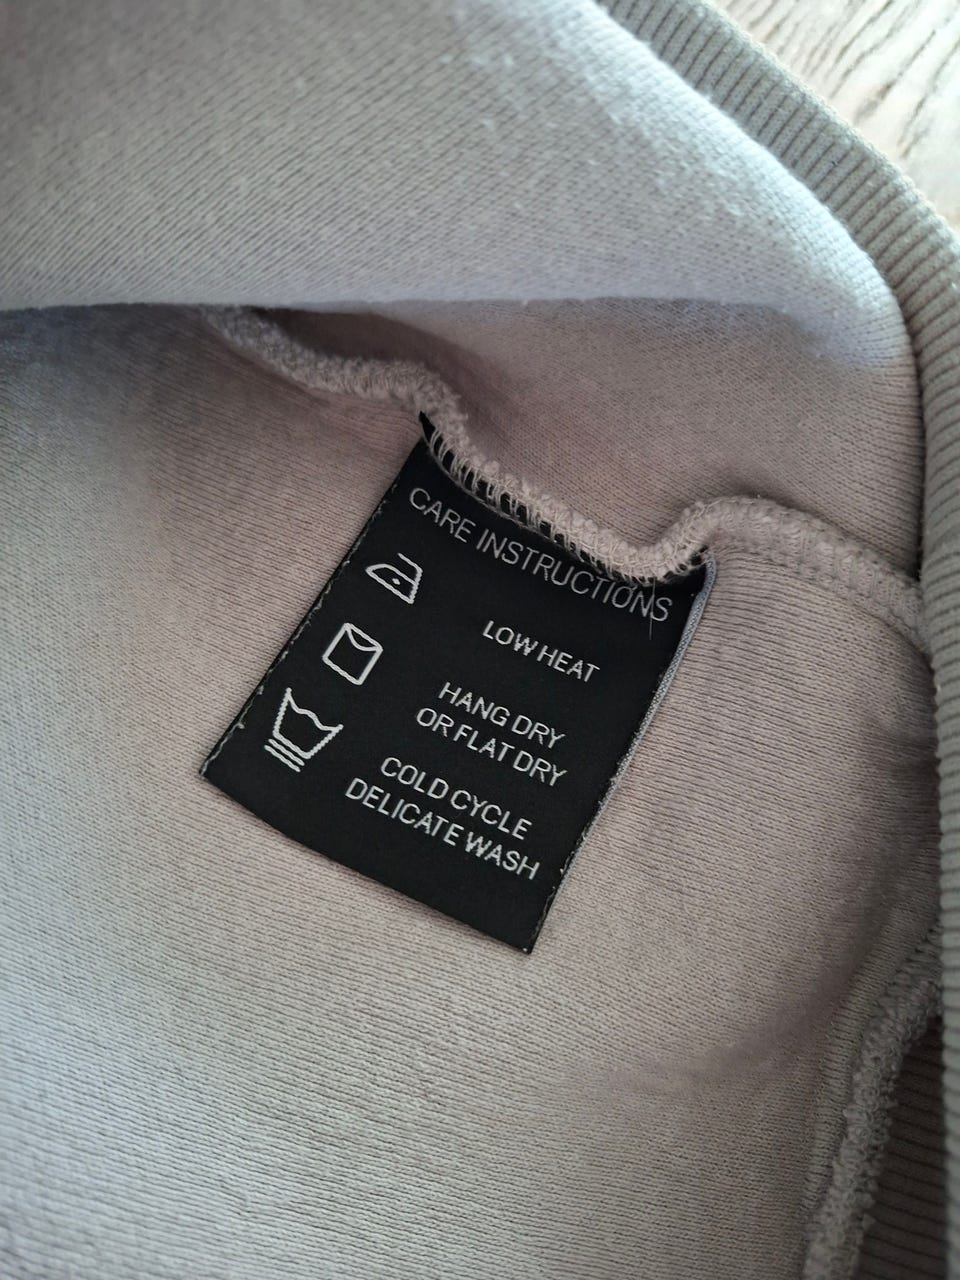 CARE INSTRUCTIONS
LOW HEAT
HANG DRY
OR FLAT DRY
COLD CYCLE
DELICATE WASH